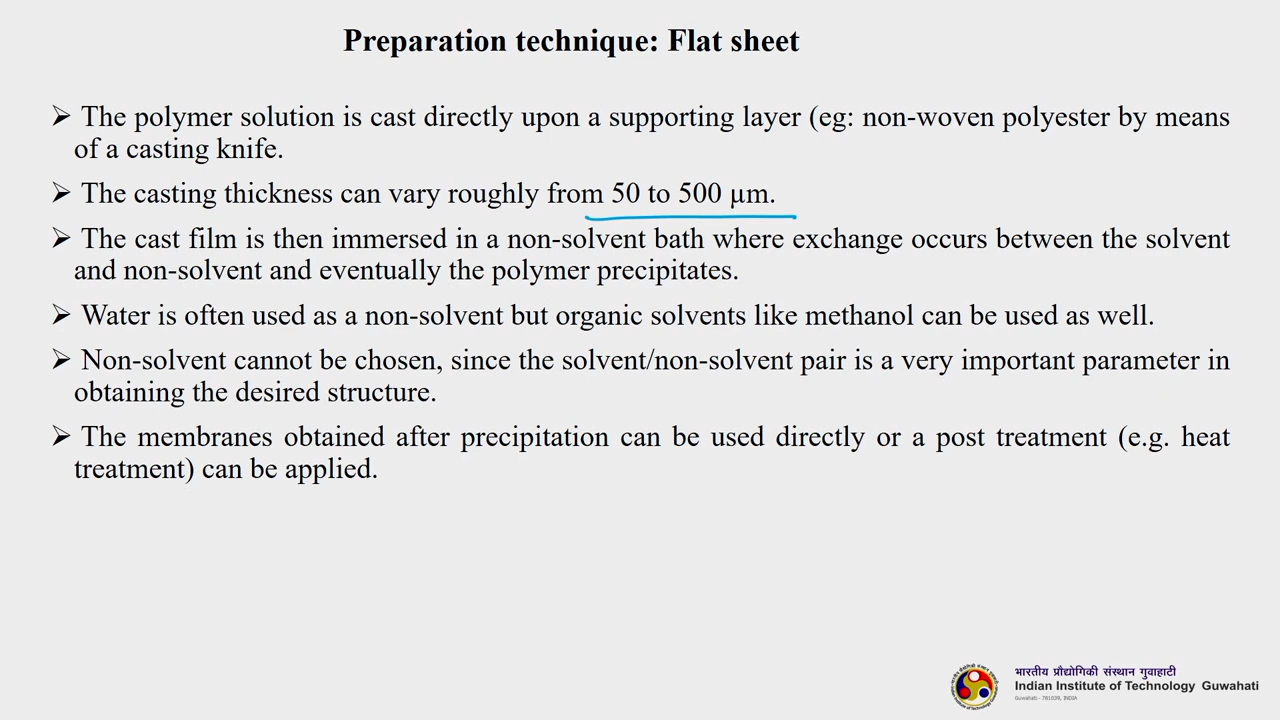 Preparation technique: Flat sheet
➢ The polymer solution is cast directly upon a supporting layer (eg: non-woven polyester by means
of a casting knife.
➢ The casting thickness can vary roughly from 50 to 500 µm.
➢ The cast film is then immersed in a non-solvent bath where exchange occurs between the solvent
and non-solvent and eventually the polymer precipitates.
➢ Water is often used as a non-solvent but organic solvents like methanol can be used as well.
➢ Non-solvent cannot be chosen, since the solvent/non-solvent pair is a very important parameter in
obtaining the desired structure.
➢ The membranes obtained after precipitation can be used directly or a post treatment (e.g. heat
treatment) can be applied.
भारतीय प्रौद्योगिकी संस्थान गुवाहाटी
Indian Institute of Technology Guwahati
Guwahati - 781039, INDIA